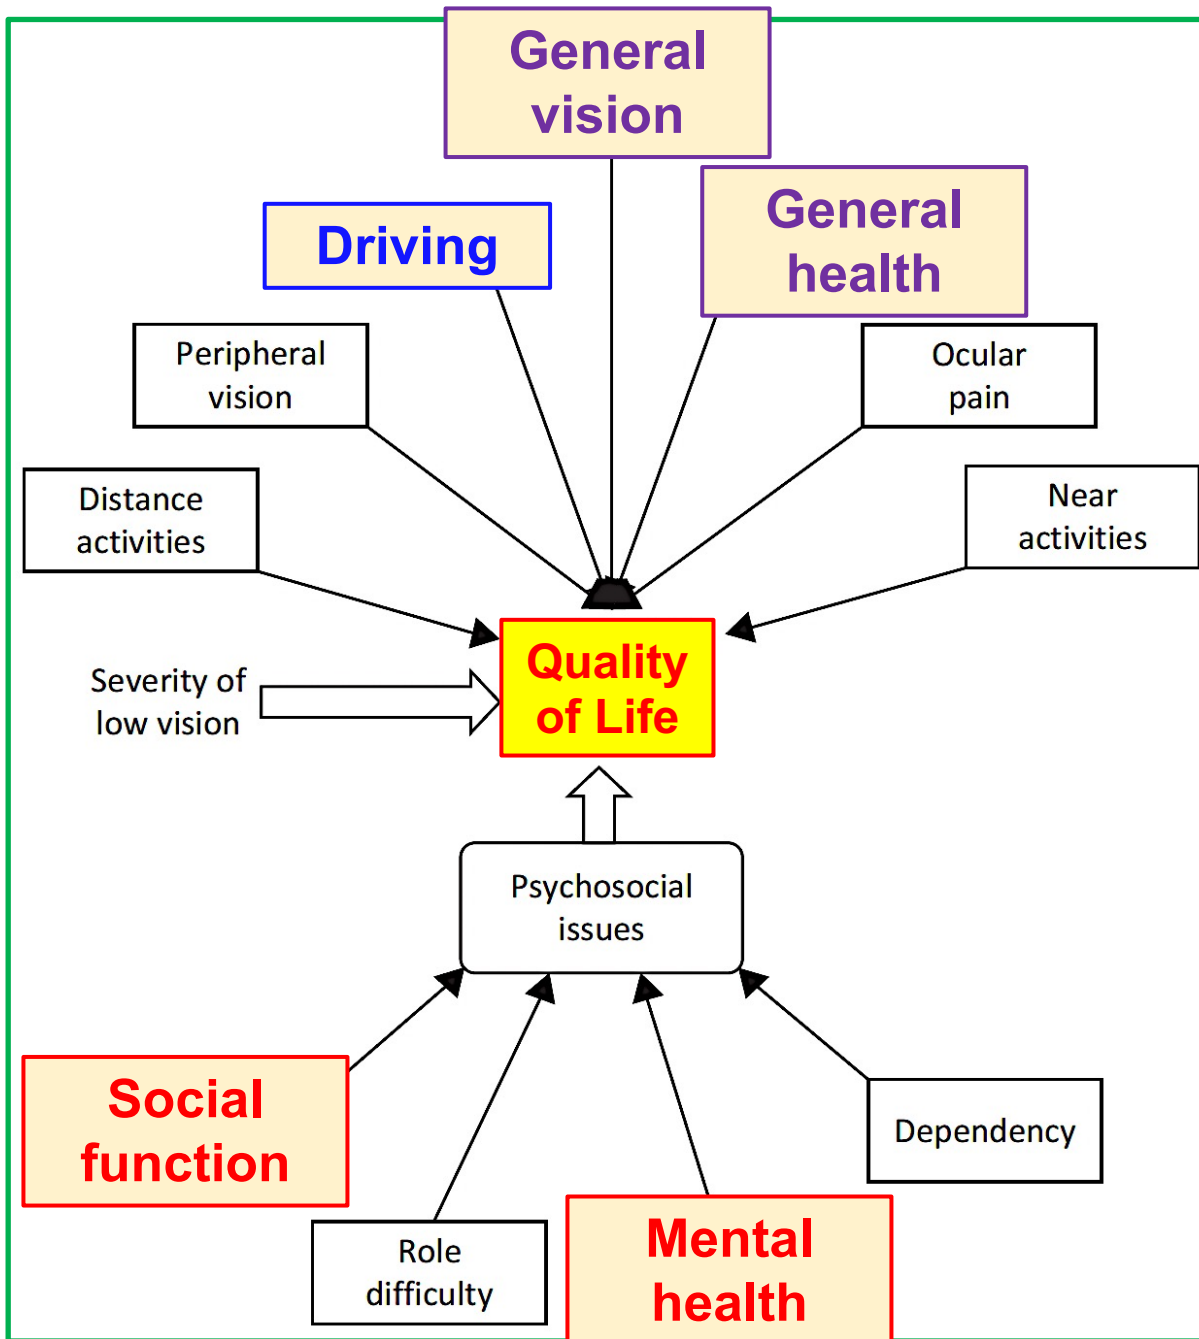 General
vision
General
health
Driving
Peripheral
vision
Ocular
pain
Distance
activities
Near
activities
Quality
of Life
Severity of
low vision
Psychosocial
issues
Social
function
Dependency
Role
difficulty
Mental
health